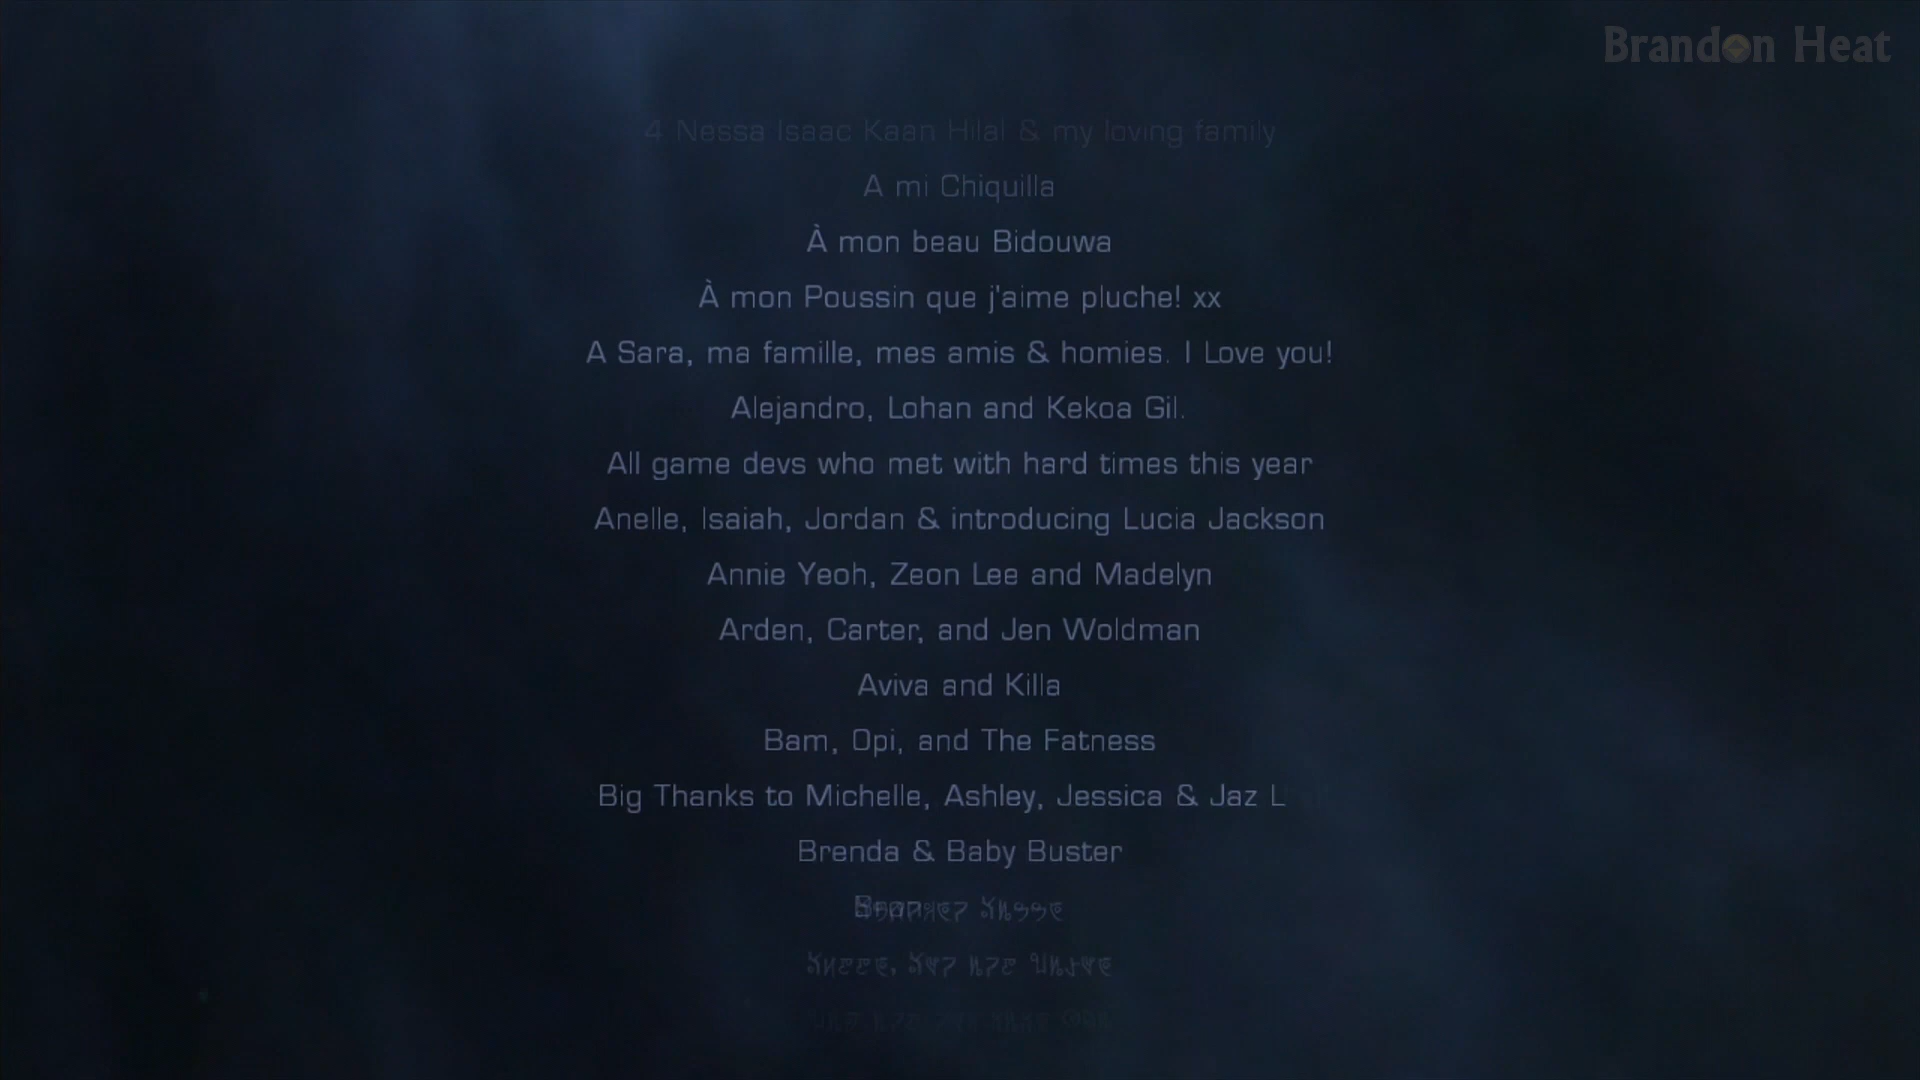 Brandon Heat
4 Nessa Isaac Kaan Hilal & my loving family
A mi Chiquilla
À mon beau Bidouwa
À mon Poussin que j'aime pluche! xx
A Sara, ma famille, mes amis & homies. I Love you!
Alejandro, Lohan and Kekoa Gil.
All game devs who met with hard times this year
Anelle, Isaiah, Jordan & introducing Lucia Jackson
Annie Yeoh, Zeon Lee and Madelyn
Arden, Carter, and Jen Woldman
Aviva and Killa
Bam, Opi, and The Fatness
Big Thanks to Michelle, Ashley, Jessica & Jaz L
Brenda & Baby Buster